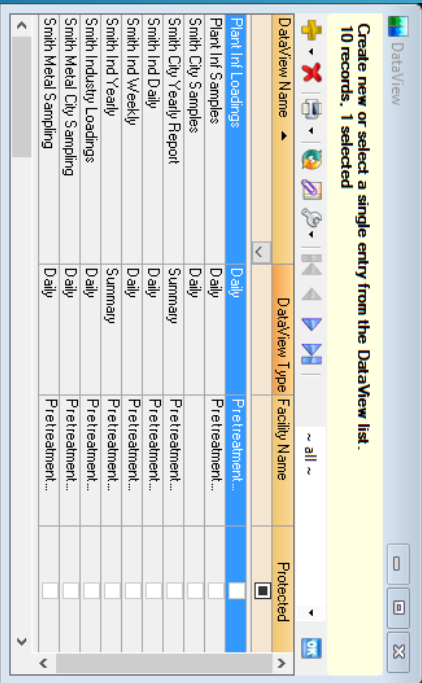 DataView
Create new or select a single entry from the DataView list.
10 records, 1 selected
~ all ~ OK
DataView Name DataView Type Facility Name Protected
Plant Inf Loadings Daily Pretreatment...
Plant Inf Samples Daily Pretreatment...
Smith City Samples Daily
Smith City Yearly Report Summary Pretreatment...
Smith Ind Daily Daily Pretreatment...
Smith Ind Weekly Daily Pretreatment...
Smith Ind Yearly Summary Pretreatment...
Smith Industry Loadings Daily Pretreatment...
Smith Metal City Sampling Daily Pretreatment...
Smith Metal Sampling Daily Pretreatment...